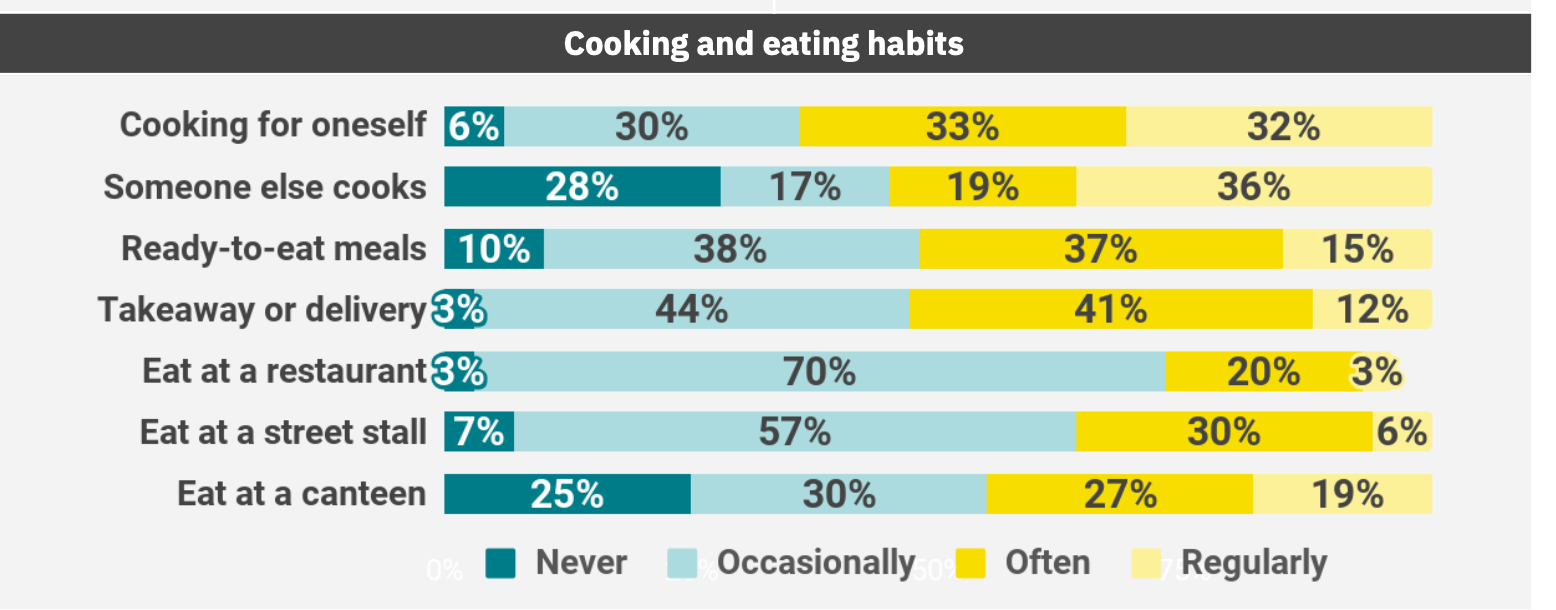 Cooking and eating habits
Cooking for oneself 6% 30% 33% 32%
Someone else cooks 28% 17% 19% 36%
Ready-to-eat meals 10% 38% 37% 15%
Takeaway or delivery 3% 44% 41% 12%
Eat at a restaurant 3% 70% 20% 3%
Eat at a street stall 7% 57% 30% 6%
Eat at a canteen 25% 30% 27% 19%
0% Never Occasionally 50% Often 75% Regularly